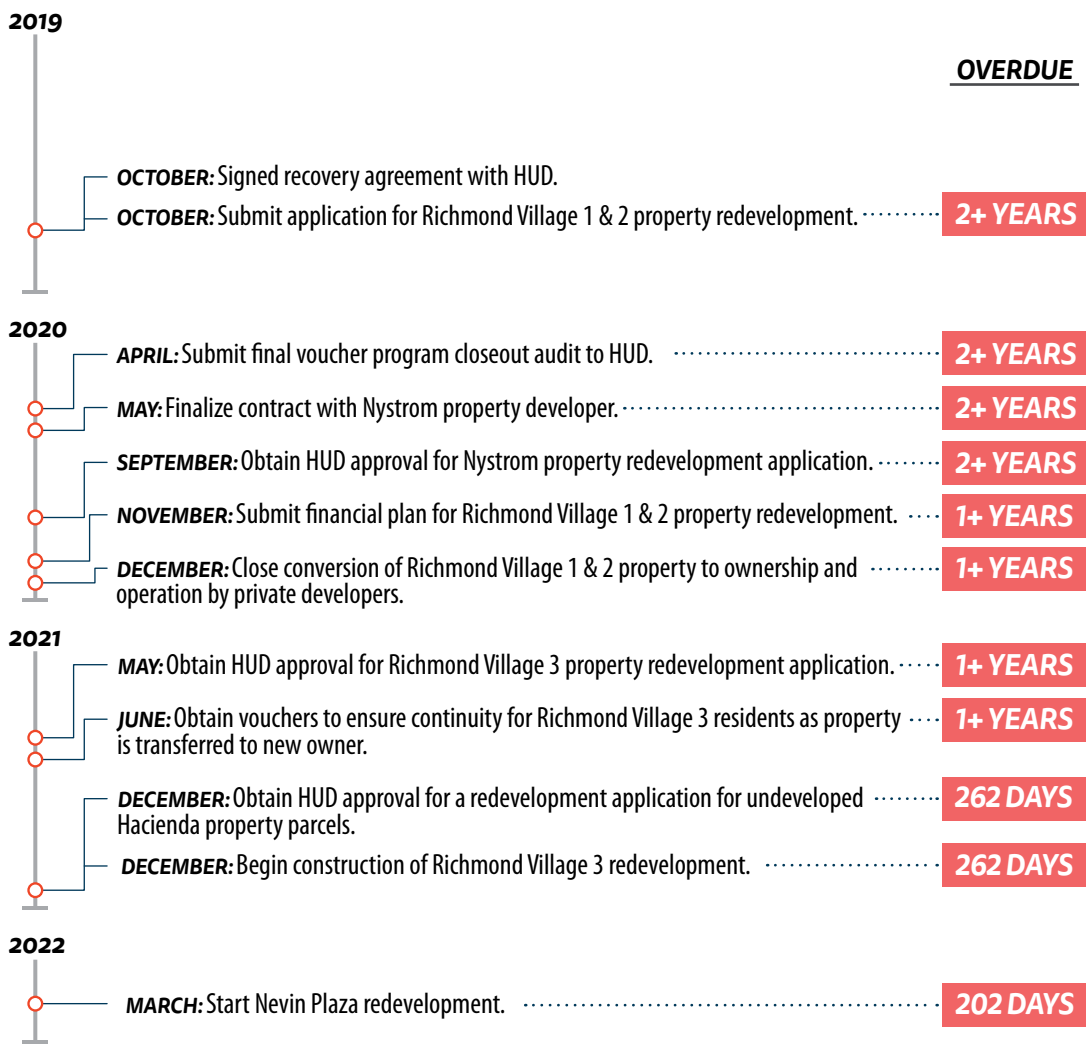 2019
OVERDUE
OCTOBER: Signed recovery agreement with HUD.
OCTOBER: Submit application for Richmond Village 1 & 2 property redevelopment. 2+ YEARS
2020
APRIL: Submit final voucher program closeout audit to HUD. 2+ YEARS
MAY: Finalize contract with Nystrom property developer. 2+ YEARS
SEPTEMBER: Obtain HUD approval for Nystrom property redevelopment application. 2+ YEARS
NOVEMBER: Submit financial plan for Richmond Village 1 & 2 property redevelopment. 1+ YEARS
DECEMBER: Close conversion of Richmond Village 1 & 2 property to ownership and 1+ YEARS
operation by private developers.
2021
MAY: Obtain HUD approval for Richmond Village 3 property redevelopment application. 1+ YEARS
JUNE: Obtain vouchers to ensure continuity for Richmond Village 3 residents as property 1+ YEARS
is transferred to new owner.
DECEMBER: Obtain HUD approval for a redevelopment application for undeveloped 262 DAYS
Hacienda property parcels.
DECEMBER: Begin construction of Richmond Village 3 redevelopment. 262 DAYS
2022
MARCH: Start Nevin Plaza redevelopment. 202 DAYS